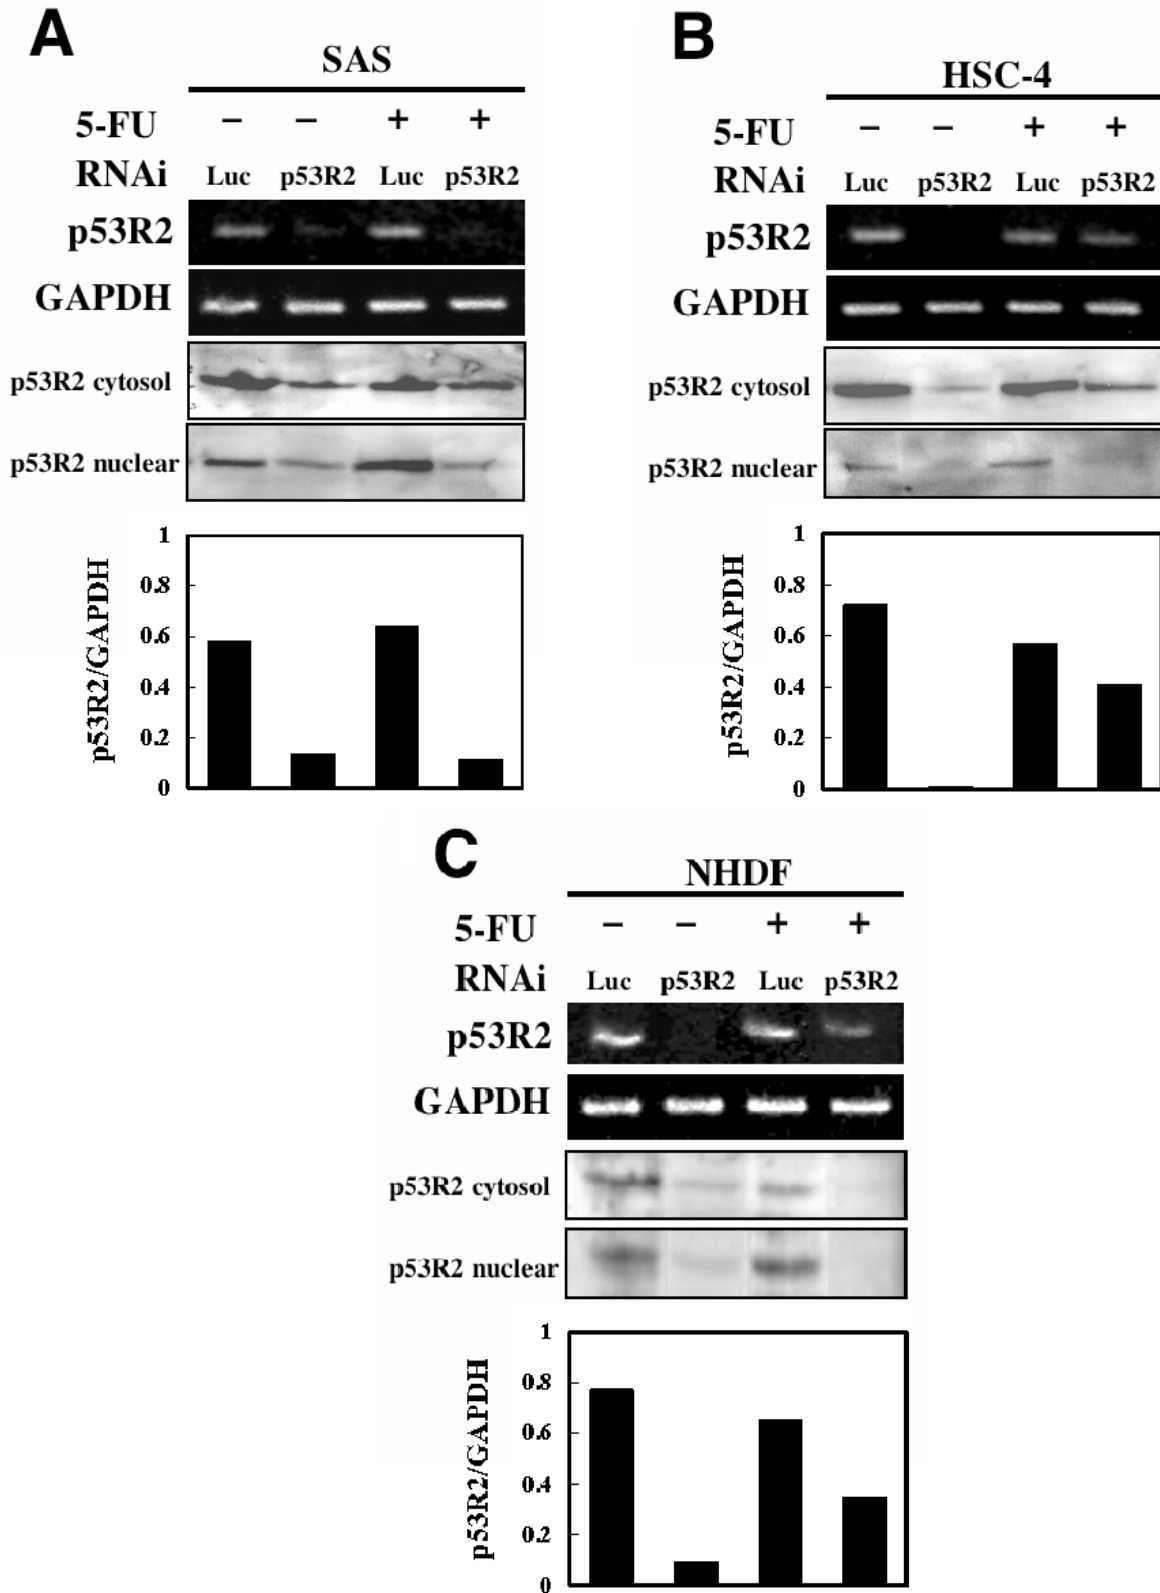 A
SAS
5-FU − − + +
RNAi Luc p53R2 Luc p53R2
p53R2
GAPDH
p53R2 cytosol
p53R2 nuclear
p53R2/GAPDH
1
0.8
0.6
0.4
0.2
0
B
HSC-4
5-FU − − + +
RNAi Luc p53R2 Luc p53R2
p53R2
GAPDH
p53R2 cytosol
p53R2 nuclear
p53R2/GAPDH
1
0.8
0.6
0.4
0.2
0
C
NHDF
5-FU − − + +
RNAi Luc p53R2 Luc p53R2
p53R2
GAPDH
p53R2 cytosol
p53R2 nuclear
p53R2/GAPDH
1
0.8
0.6
0.4
0.2
0